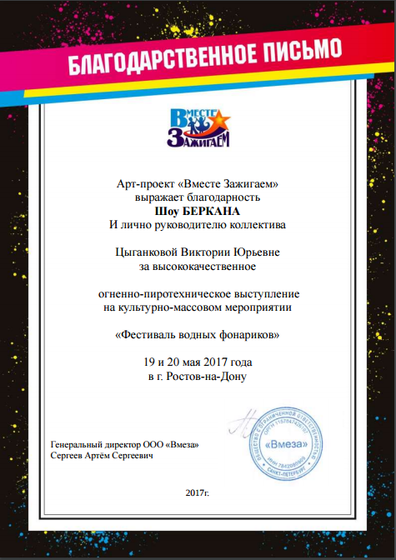 БЛАГОДАРСТВЕННОЕ ПИСЬМО
ВМЕСТЕ
ЗАЖИГАЕМ
Арт-проект «Вместе Зажигаем»
выражает благодарность
Шоу БЕРКАНА
И лично руководителю коллектива
Цыганковой Виктории Юрьевне
за высококачественное
огненно-пиротехническое выступление
на культурно-массовом мероприятии
«Фестиваль водных фонариков»
19 и 20 мая 2017 года
в г. Ростов-на-Дону
«Вмеза»
САНКТ-ПЕТЕРБУРГ
Генеральный директор ООО «Вмеза»
Сергеев Артём Сергеевич
2017г.